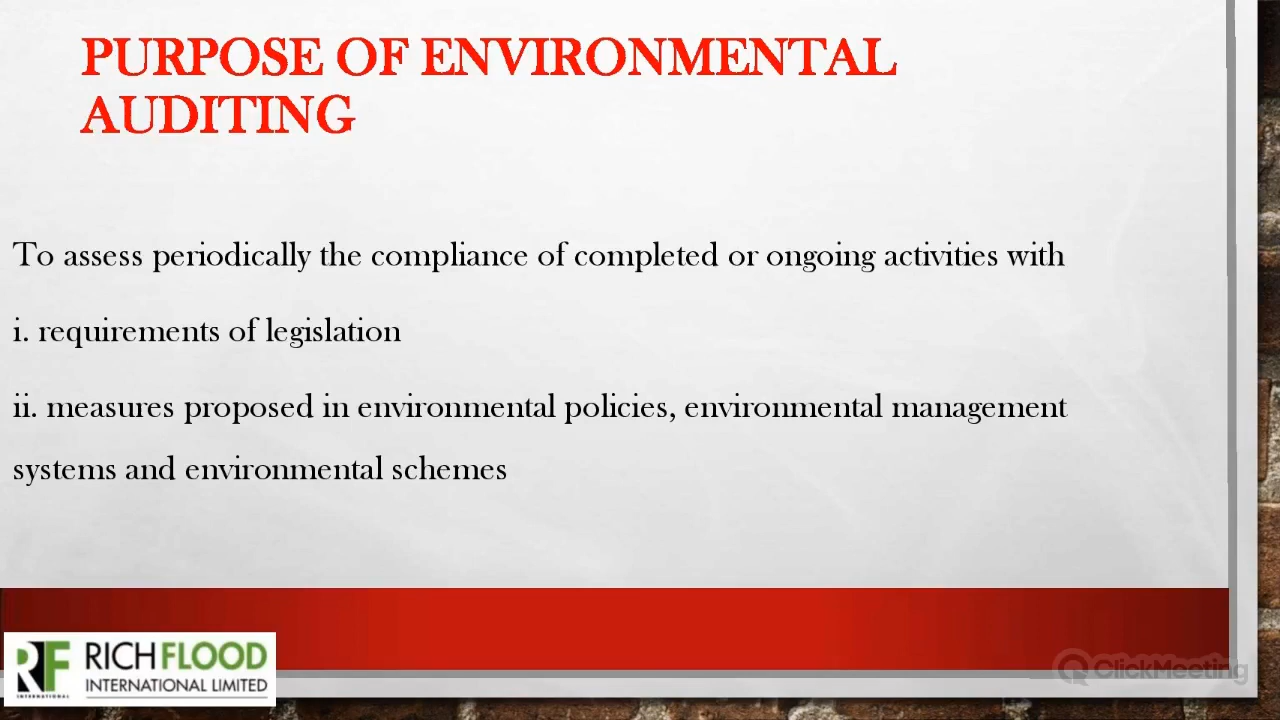 PURPOSE OF ENVIRONMENTAL
AUDITING
To assess periodically the compliance of completed or ongoing activities with
i. requirements of legislation
ii. measures proposed in environmental policies, environmental management
systems and environmental schemes
RF RICHFLOOD
INTERNATIONAL INTERNATIONAL LIMITED
ClickMeeting